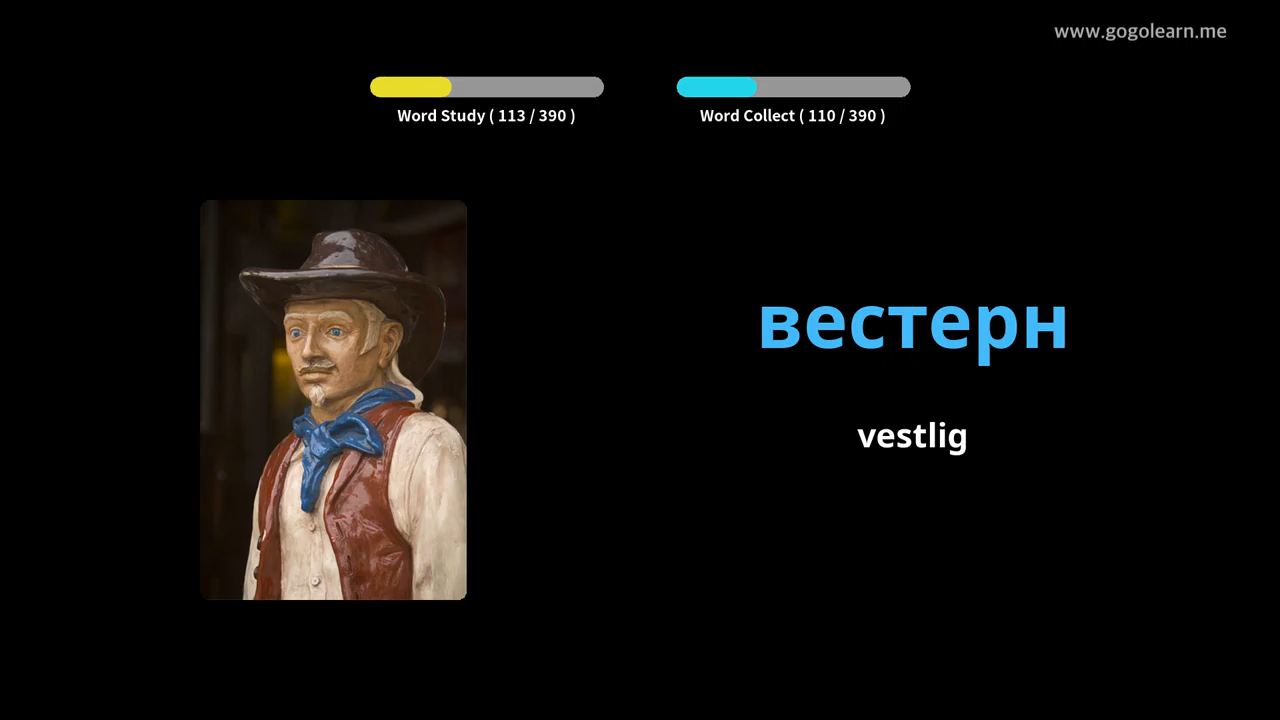 www.gogolearn.me
Word Study ( 113 / 390 )
Word Collect ( 110 / 390 )
вестерн
vestlig